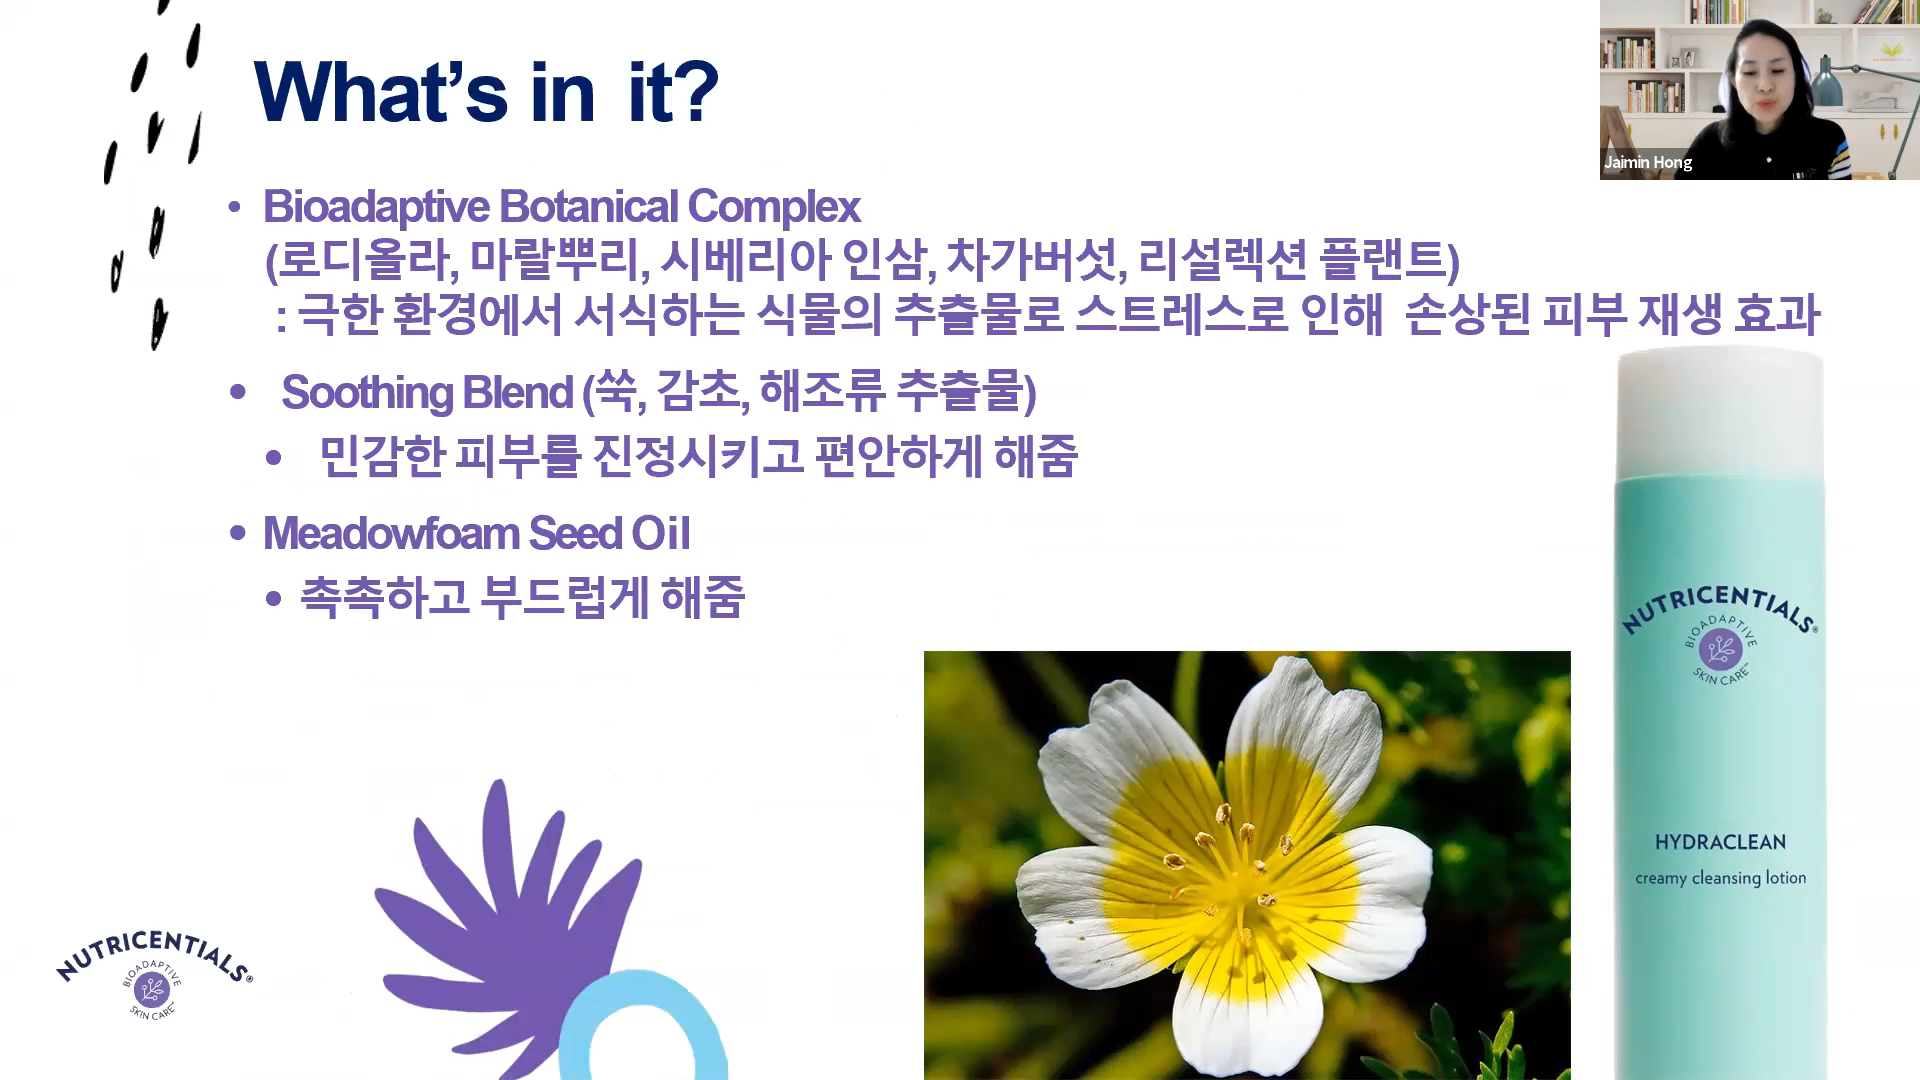 What's in it?
Jaimin Hong
• Bioadaptive Botanical Complex
(로디올라, 마랄뿌리, 시베리아 인삼, 차가버섯, 리설렉션 플랜트)
: 극한 환경에서 서식하는 식물의 추출물로 스트레스로 인해 손상된 피부 재생 효과
• Soothing Blend (쑥, 감초, 해조류 추출물)
• 민감한 피부를 진정시키고 편안하게 해줌
• Meadowfoam Seed Oil
• 촉촉하고 부드럽게 해줌
NUTRICENTIALS®
BIOADAPTIVE
SKIN CARE™
HYDRACLEAN
creamy cleansing lotion
NUTRICENTIALS®
BIOADAPTIVE
SKIN CARE™